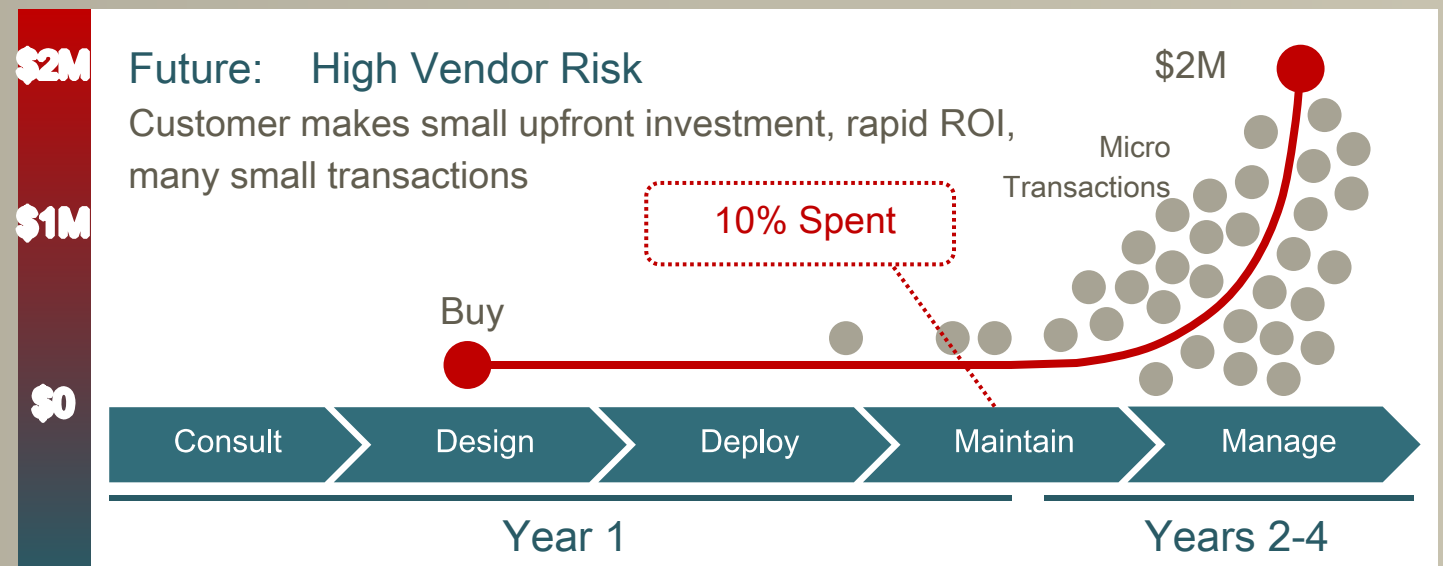 $2M
$1M
$0
Future: High Vendor Risk
Customer makes small upfront investment, rapid ROI,
many small transactions
$2M
Micro
Transactions
10% Spent
Buy
Consult
Design
Deploy
Maintain
Manage
Year 1
Years 2-4